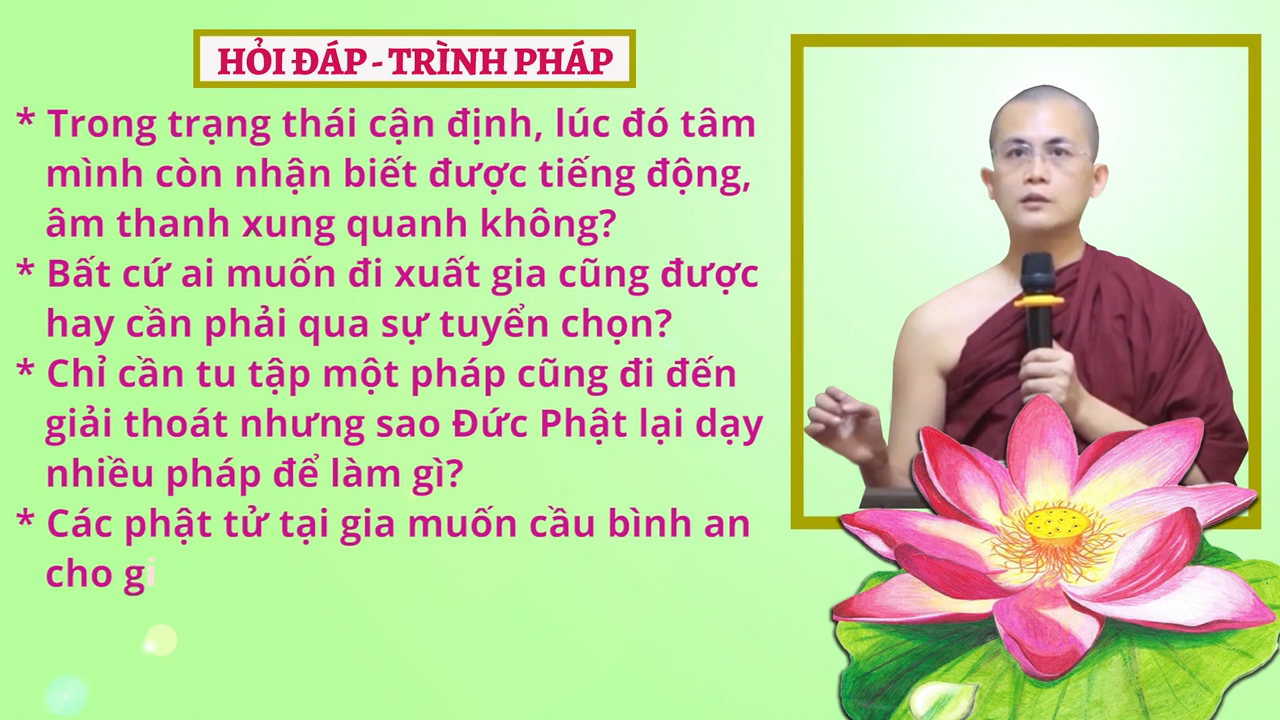 HỎI ĐÁP - TRÌNH PHÁP
* Trong trạng thái cận định, lúc đó tâm
mình còn nhận biết được tiếng động,
âm thanh xung quanh không?
* Bất cứ ai muốn đi xuất gia cũng được
hay cần phải qua sự tuyển chọn?
* Chỉ cần tu tập một pháp cũng đi đến
giải thoát nhưng sao Đức Phật lại dạy
nhiều pháp để làm gì?
* Các phật tử tại gia muốn cầu bình an
cho gi